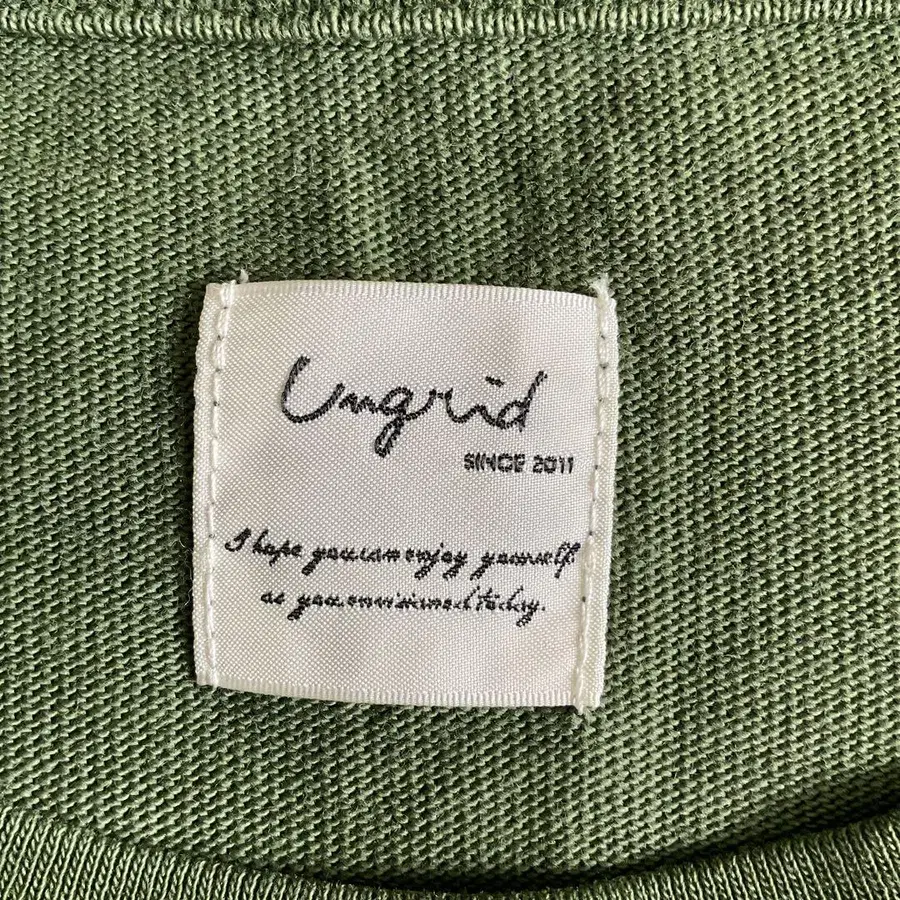 Ungrid
SINCE 2011
I hope you can enjoy yourself
as you envisioned today.